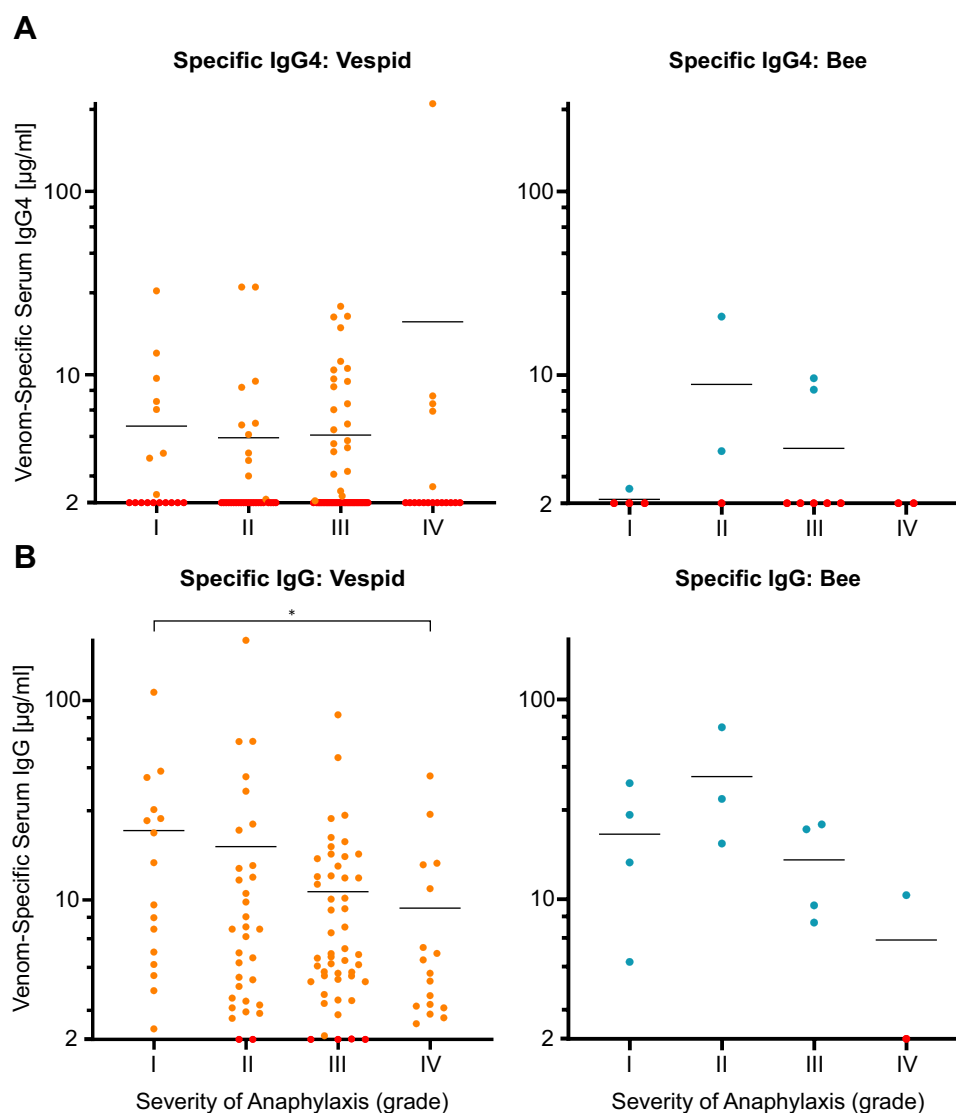 A
Specific IgG4: Vespid
Specific IgG4: Bee
Venom-Specific Serum IgG4 [µg/ml]
100
10
2
I II III IV
100
10
2
I II III IV
B
Specific IgG: Vespid
Specific IgG: Bee
*
Venom-Specific Serum IgG [µg/ml]
100
10
2
I II III IV
Severity of Anaphylaxis (grade)
100
10
2
I II III IV
Severity of Anaphylaxis (grade)